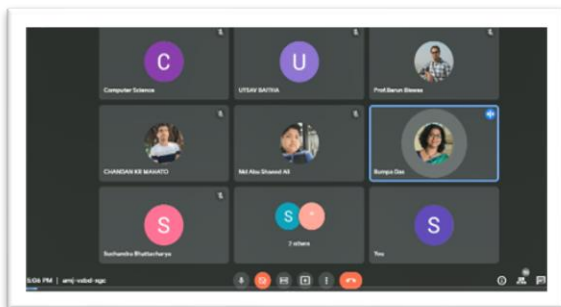 C
U
Computer Science
UTSAV BAITHA
Prof.Barun Biswas
CHANDAN KR MAHATO
Md Abu Shaeed Ali
Rumpa Das
S
S
S
Suchandra Bhattacharya
2 others
You
5:06 PM